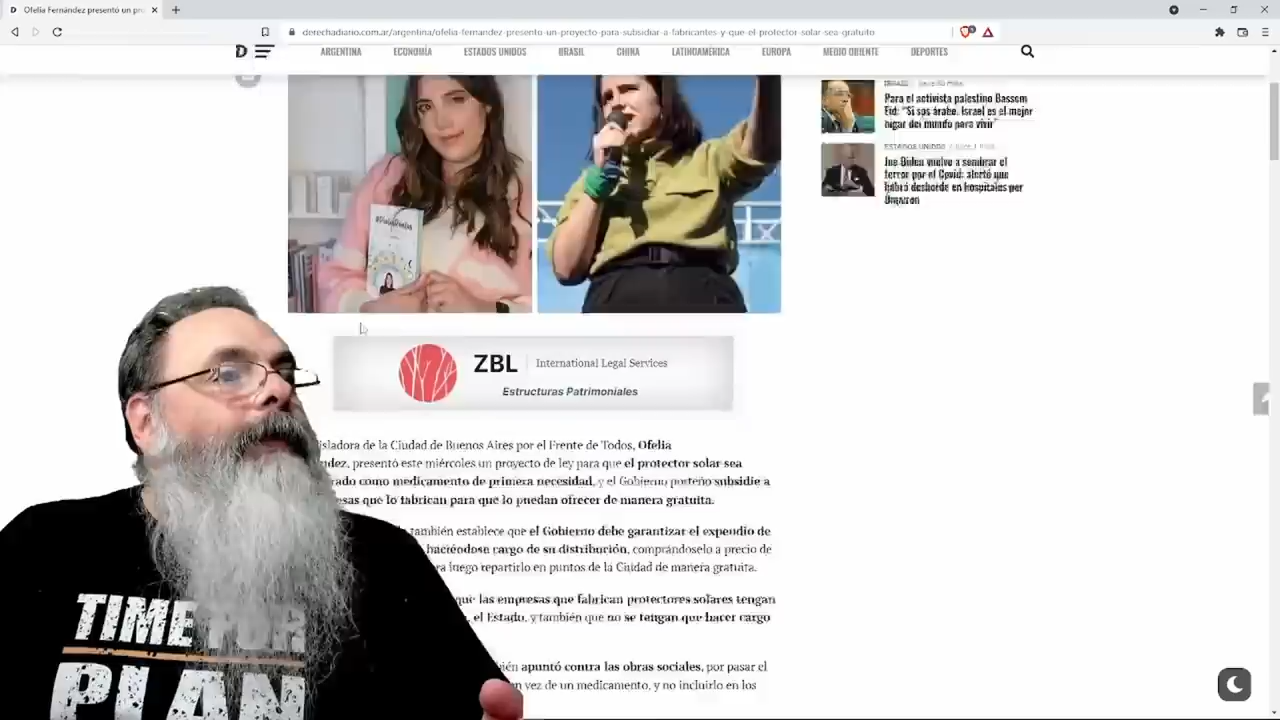 Ofelia Fernández presentó un pr
derechadiario.com.ar/argentina/ofelia-fernandez-presento-un-proyecto-para-subsidiar-a-fabricantes-y-que-el-protector-solar-sea-gratuito
D
ARGENTINA ECONOMÍA ESTADOS UNIDOS BRASIL CHINA LATINOAMÉRICA EUROPA MEDIO ORIENTE DEPORTES
Para el activista palestino Bassem
Eid: "Si sos árabe, Israel es el mejor
lugar del mundo para vivir"
ESTADOS UNIDOS
Joe Biden vuelve a sembrar el
terror por el Covid: alertó que
habrá desborde en hospitales por
Ómicron
ZBL International Legal Services
Estructuras Patrimoniales
isladora de la Ciudad de Buenos Aires por el Frente de Todos, Ofelia
ndez, presentó este miércoles un proyecto de ley para que el protector solar sea
rado como medicamento de primera necesidad, y el Gobierno porteño subsidie a
esas que lo fabrican para que lo puedan ofrecer de manera gratuita.
también establece que el Gobierno debe garantizar el expendio de
haciéndose cargo de su distribución, comprándoselo a precio de
ra luego repartirlo en puntos de la Ciudad de manera gratuita.
que las empresas que fabrican protectores solares tengan
el Estado, y también que no se tengan que hacer cargo
ién apuntó contra las obras sociales, por pasar el
en vez de un medicamento, y no incluirlo en los
TIME FOR
PLAN